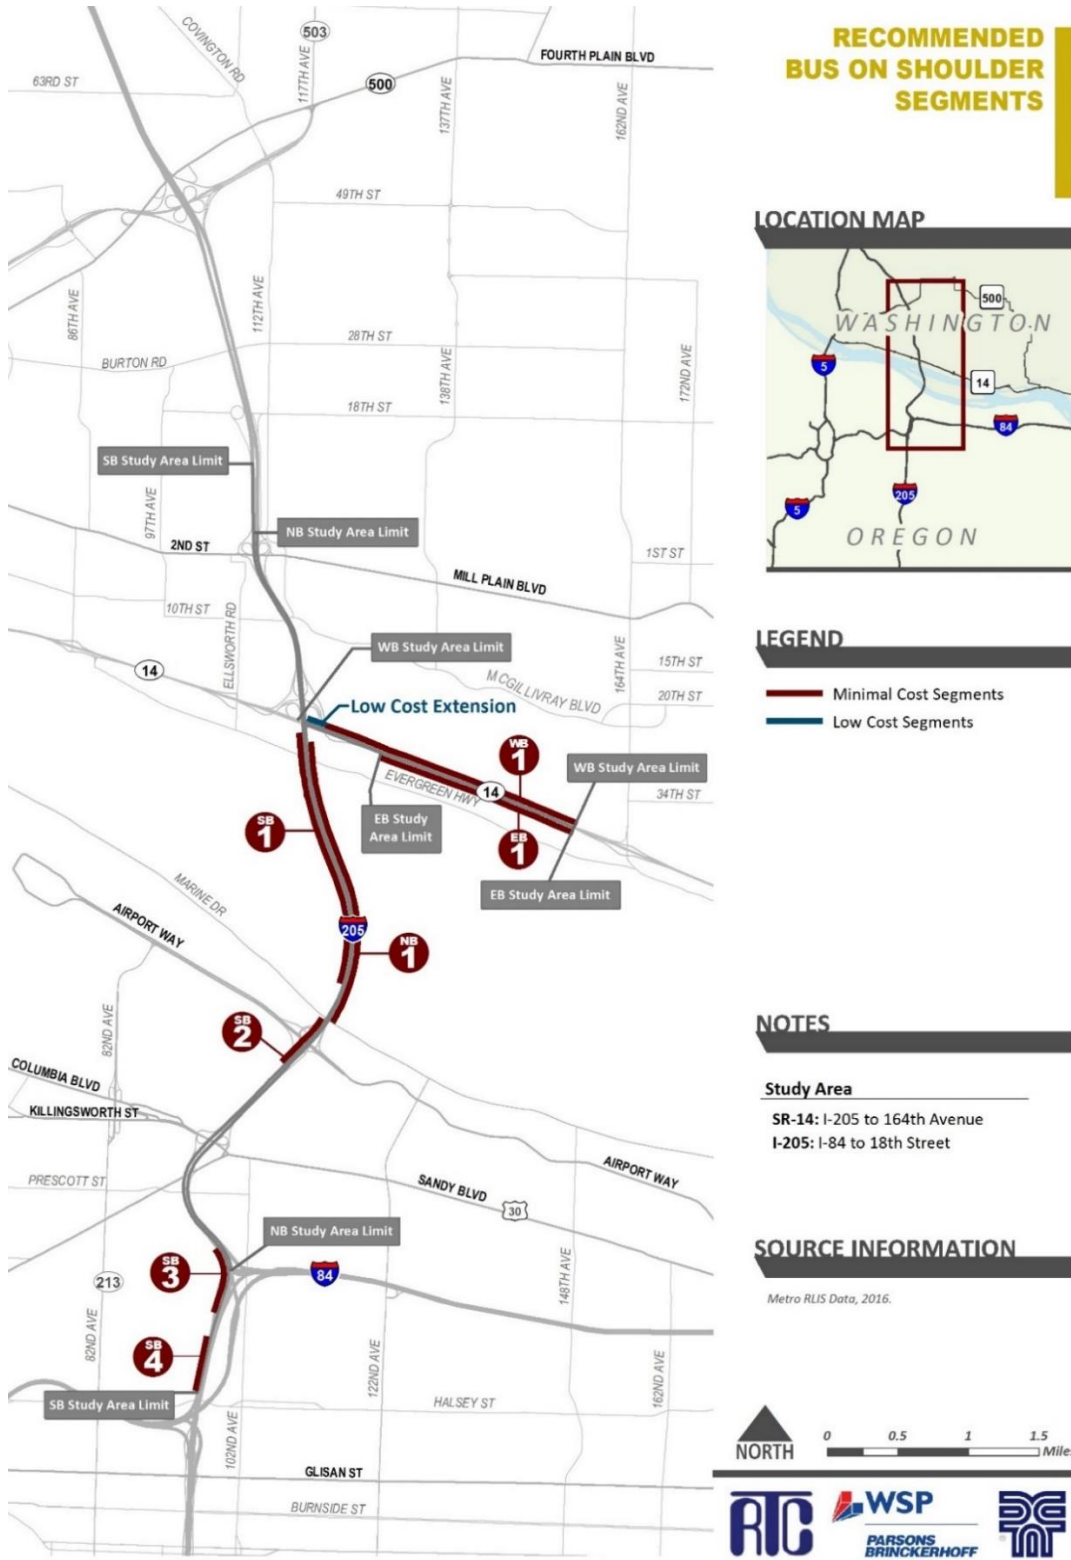 RECOMMENDED
BUS ON SHOULDER
SEGMENTS
COVINGTON RD
503
117TH AVE
FOURTH PLAIN BLVD
63RD ST
500
137TH AVE
162ND AVE
49TH ST
86TH AVE
112TH AVE
28TH ST
BURTON RD
138TH AVE
172ND AVE
18TH ST
SB Study Area Limit
97TH AVE
NB Study Area Limit
2ND ST
1ST ST
MILL PLAIN BLVD
10TH ST
ELLSWORTH RD
WB Study Area Limit
164TH AVE
15TH ST
14
MCGILLIVRAY BLVD
20TH ST
Low Cost Extension
WB
1
WB Study Area Limit
EVERGREEN HWY
14
34TH ST
SB
1
EB Study
Area Limit
EB
1
EB Study Area Limit
MARINE DR
AIRPORT WAY
205
NB
1
82ND AVE
SB
2
COLUMBIA BLVD
KILLINGSWORTH ST
PRESCOTT ST
SANDY BLVD
AIRPORT WAY
30
NB Study Area Limit
SB
3
213
84
148TH AVE
82ND AVE
SB
4
122ND AVE
162ND AVE
SB Study Area Limit
HALSEY ST
102ND AVE
GLISAN ST
BURNSIDE ST
LOCATION MAP
500
WASHINGTON
5
14
84
205
5
OREGON
LEGEND
Minimal Cost Segments
Low Cost Segments
NOTES
Study Area
SR-14: I-205 to 164th Avenue
I-205: I-84 to 18th Street
SOURCE INFORMATION
Metro RLIS Data, 2016.
NORTH
0 0.5 1 1.5
Miles
RTC
WSP
PARSONS
BRINCKERHOFF